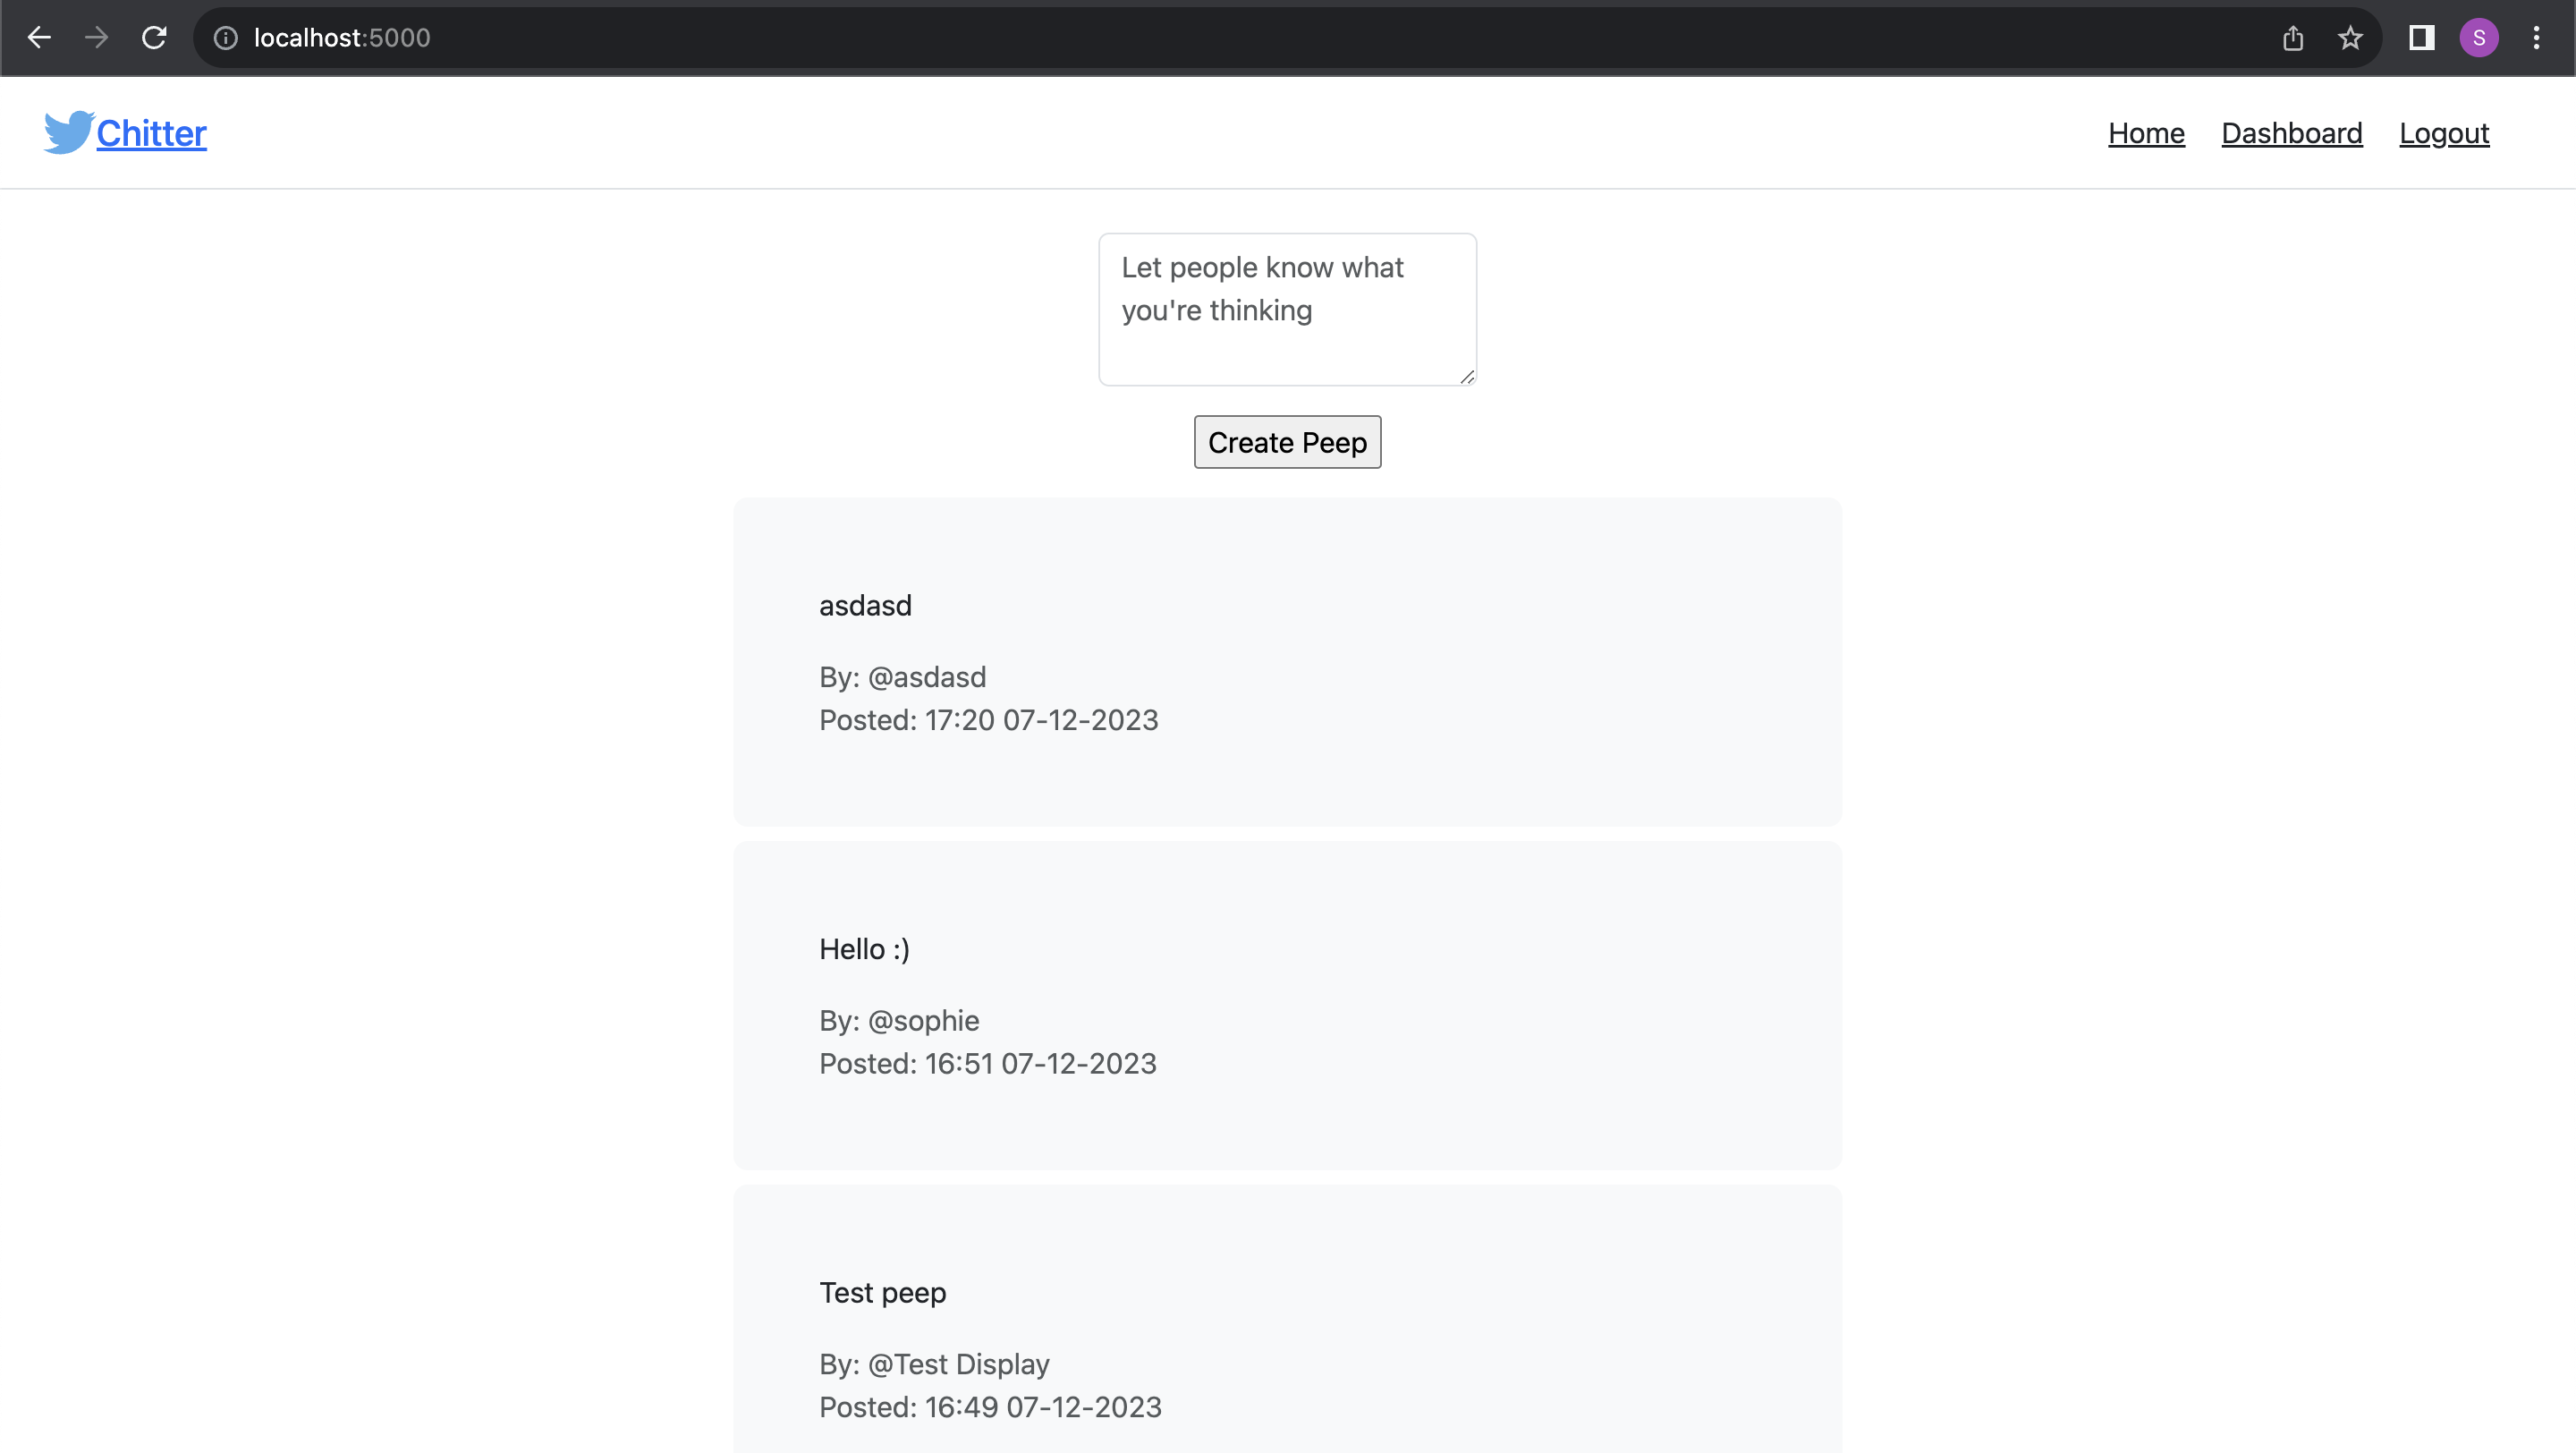 localhost:5000
S
Chitter
Home Dashboard Logout
Let people know what
you're thinking
Create Peep
asdasd
By: @asdasd
Posted: 17:20 07-12-2023
Hello :)
By: @sophie
Posted: 16:51 07-12-2023
Test peep
By: @Test Display
Posted: 16:49 07-12-2023